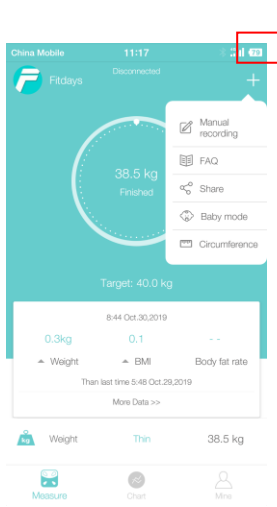 China Mobile 11:17 79
Disconnected
Fitdays
Manual
recording
FAQ
Share
Baby mode
Circumference
38.5 kg
Finished
Target: 40.0 kg
8:44 Oct.30,2019
0.3kg 0.1 - -
Weight BMI Body fat rate
Than last time 5:48 Oct.29,2019
More Data >>
kg Weight Thin 38.5 kg
Measure Chart Mine